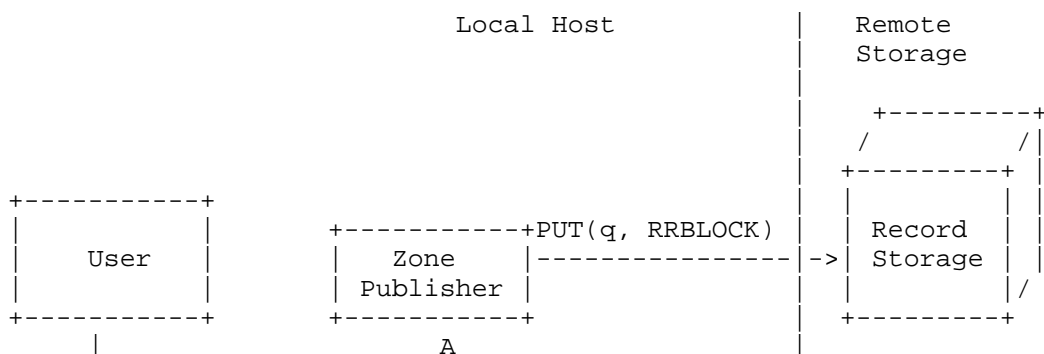 Local Host | Remote
| Storage
|
| +---------+
| / /|
| +---------+ |
+-----------+ | | | |
| | +-----------+PUT(q, RRBLOCK) | | Record | |
| User | | Zone |----------------|->| Storage | |
| | | Publisher | | | |/
+-----------+ +-----------+ | +---------+
| A |